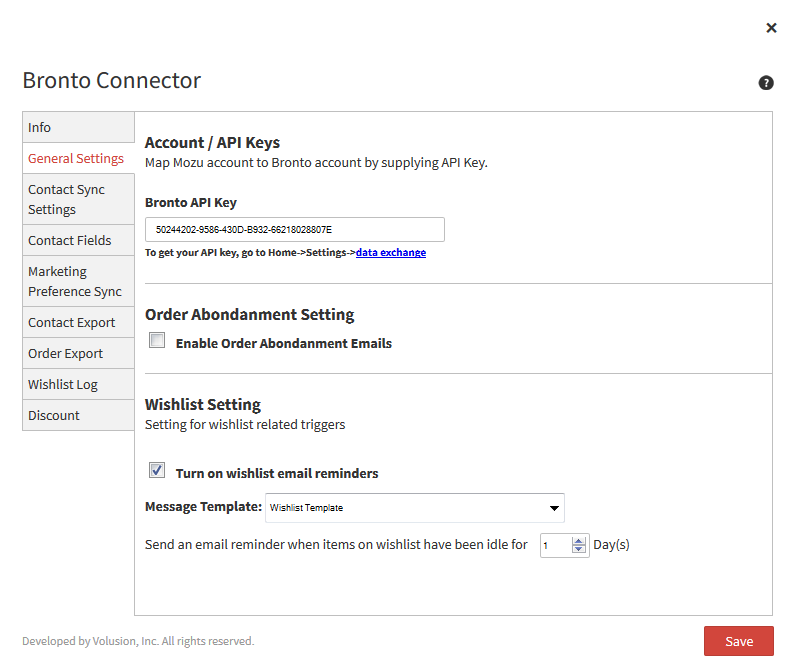 ×
Bronto Connector
?
Info
General Settings
Contact Sync
Settings
Contact Fields
Marketing
Preference Sync
Contact Export
Order Export
Wishlist Log
Discount
Account / API Keys
Map Mozu account to Bronto account by supplying API Key.
Bronto API Key
50244202-9586-430D-B932-66218028807E
To get your API key, go to Home->Settings->data exchange
Order Abondanment Setting
Enable Order Abondanment Emails
Wishlist Setting
Setting for wishlist related triggers
Turn on wishlist email reminders
Message Template: Wishlist Template
Send an email reminder when items on wishlist have been idle for 1 Day(s)
Developed by Volusion, Inc. All rights reserved.
Save